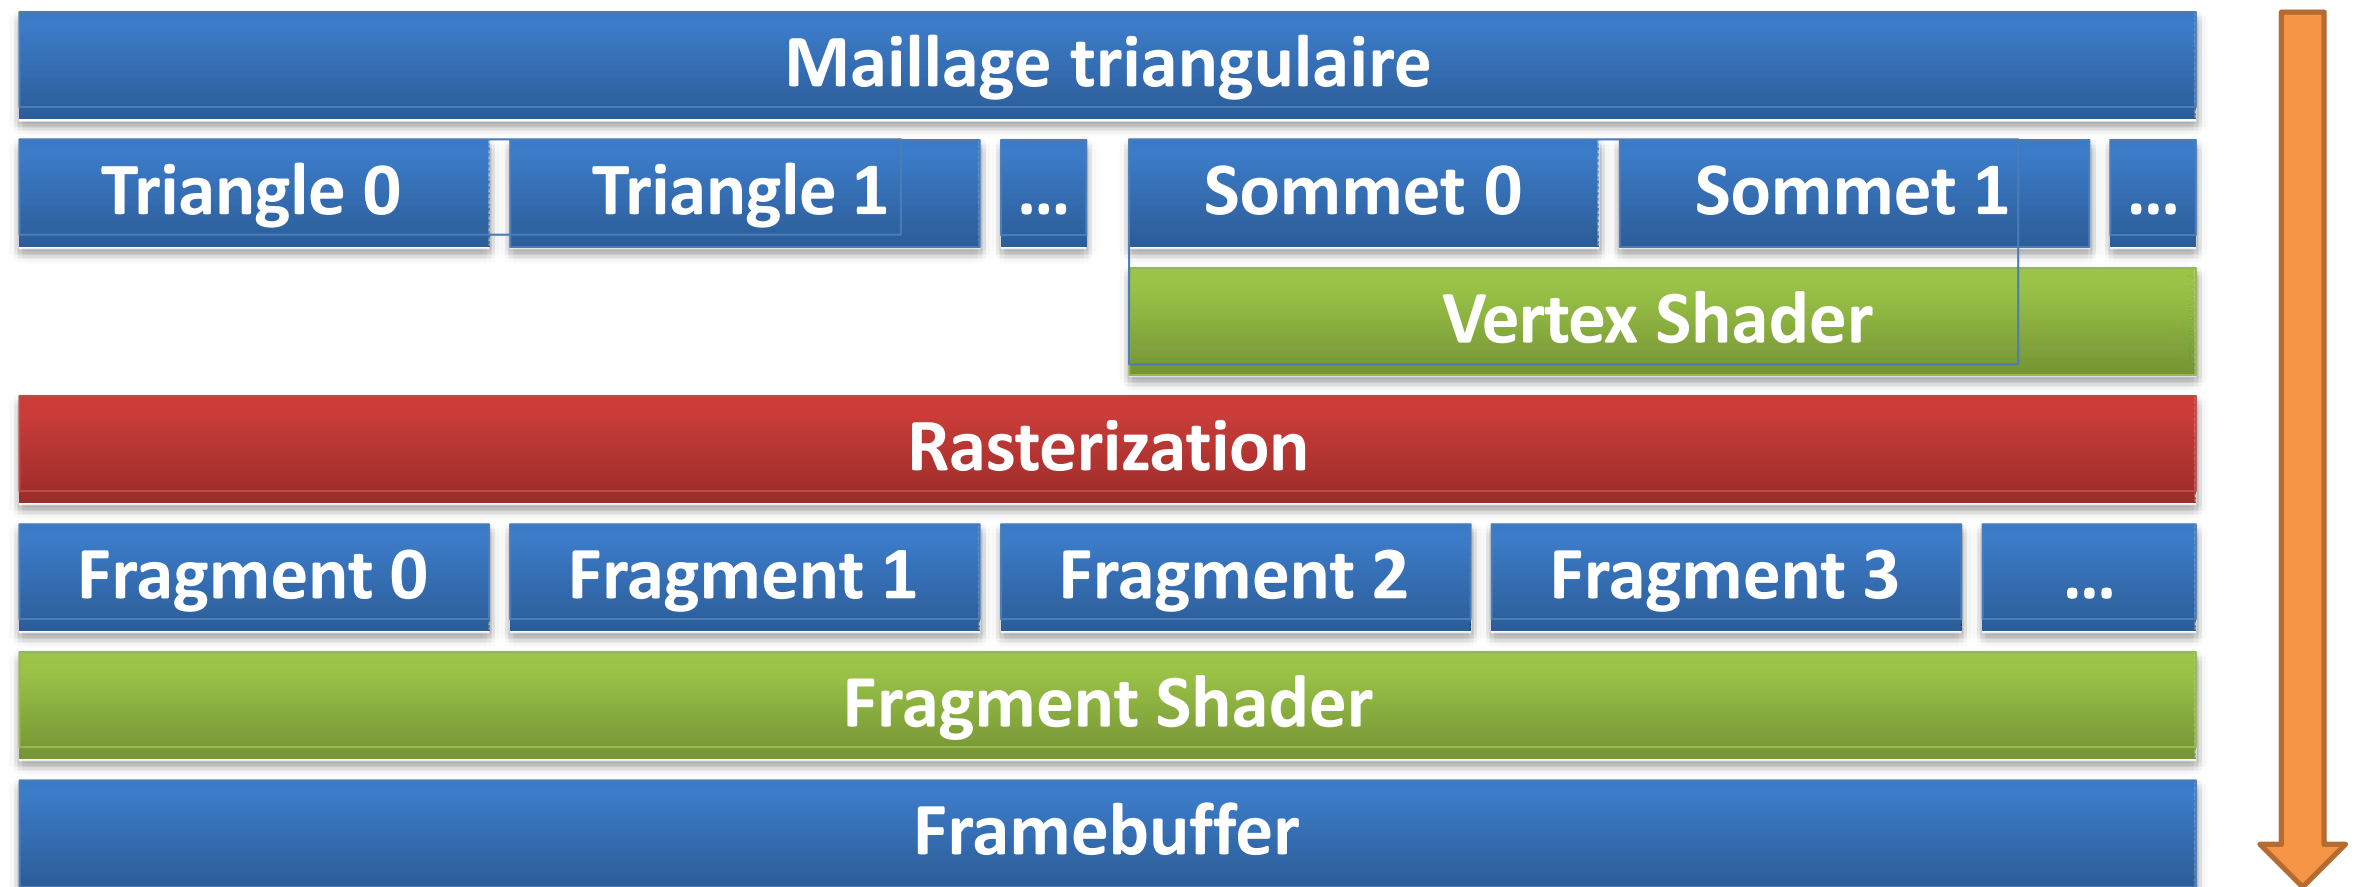 Maillage triangulaire
Triangle 0 Triangle 1 ... Sommet 0 Sommet 1 ...
Vertex Shader
Rasterization
Fragment 0 Fragment 1 Fragment 2 Fragment 3 ...
Fragment Shader
Framebuffer